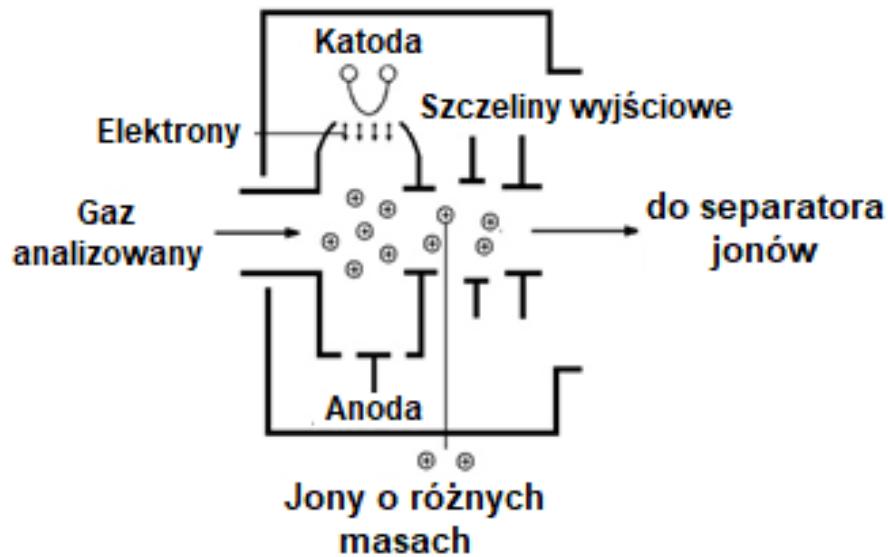 Katoda
Szczeliny wyjściowe
Elektrony
Gaz
analizowany
do separatora
jonów
Anoda
Jony o różnych
masach